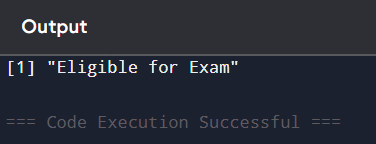 Output
[1] "Eligible for Exam"
=== Code Execution Successful ===